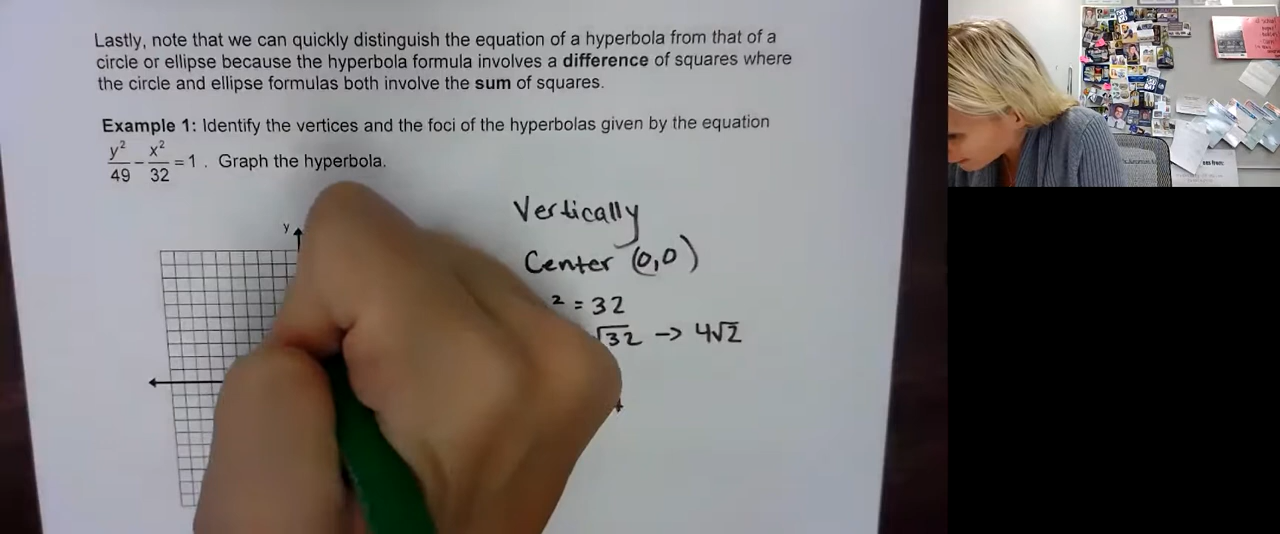 Lastly, note that we can quickly distinguish the equation of a hyperbola from that of a
circle or ellipse because the hyperbola formula involves a difference of squares where
the circle and ellipse formulas both involve the sum of squares.
Example 1: Identify the vertices and the foci of the hyperbolas given by the equation
y²/49 − x²/32 = 1 . Graph the hyperbola.
Vertically
Center (0,0)
² = 32
√32 → 4√2
y